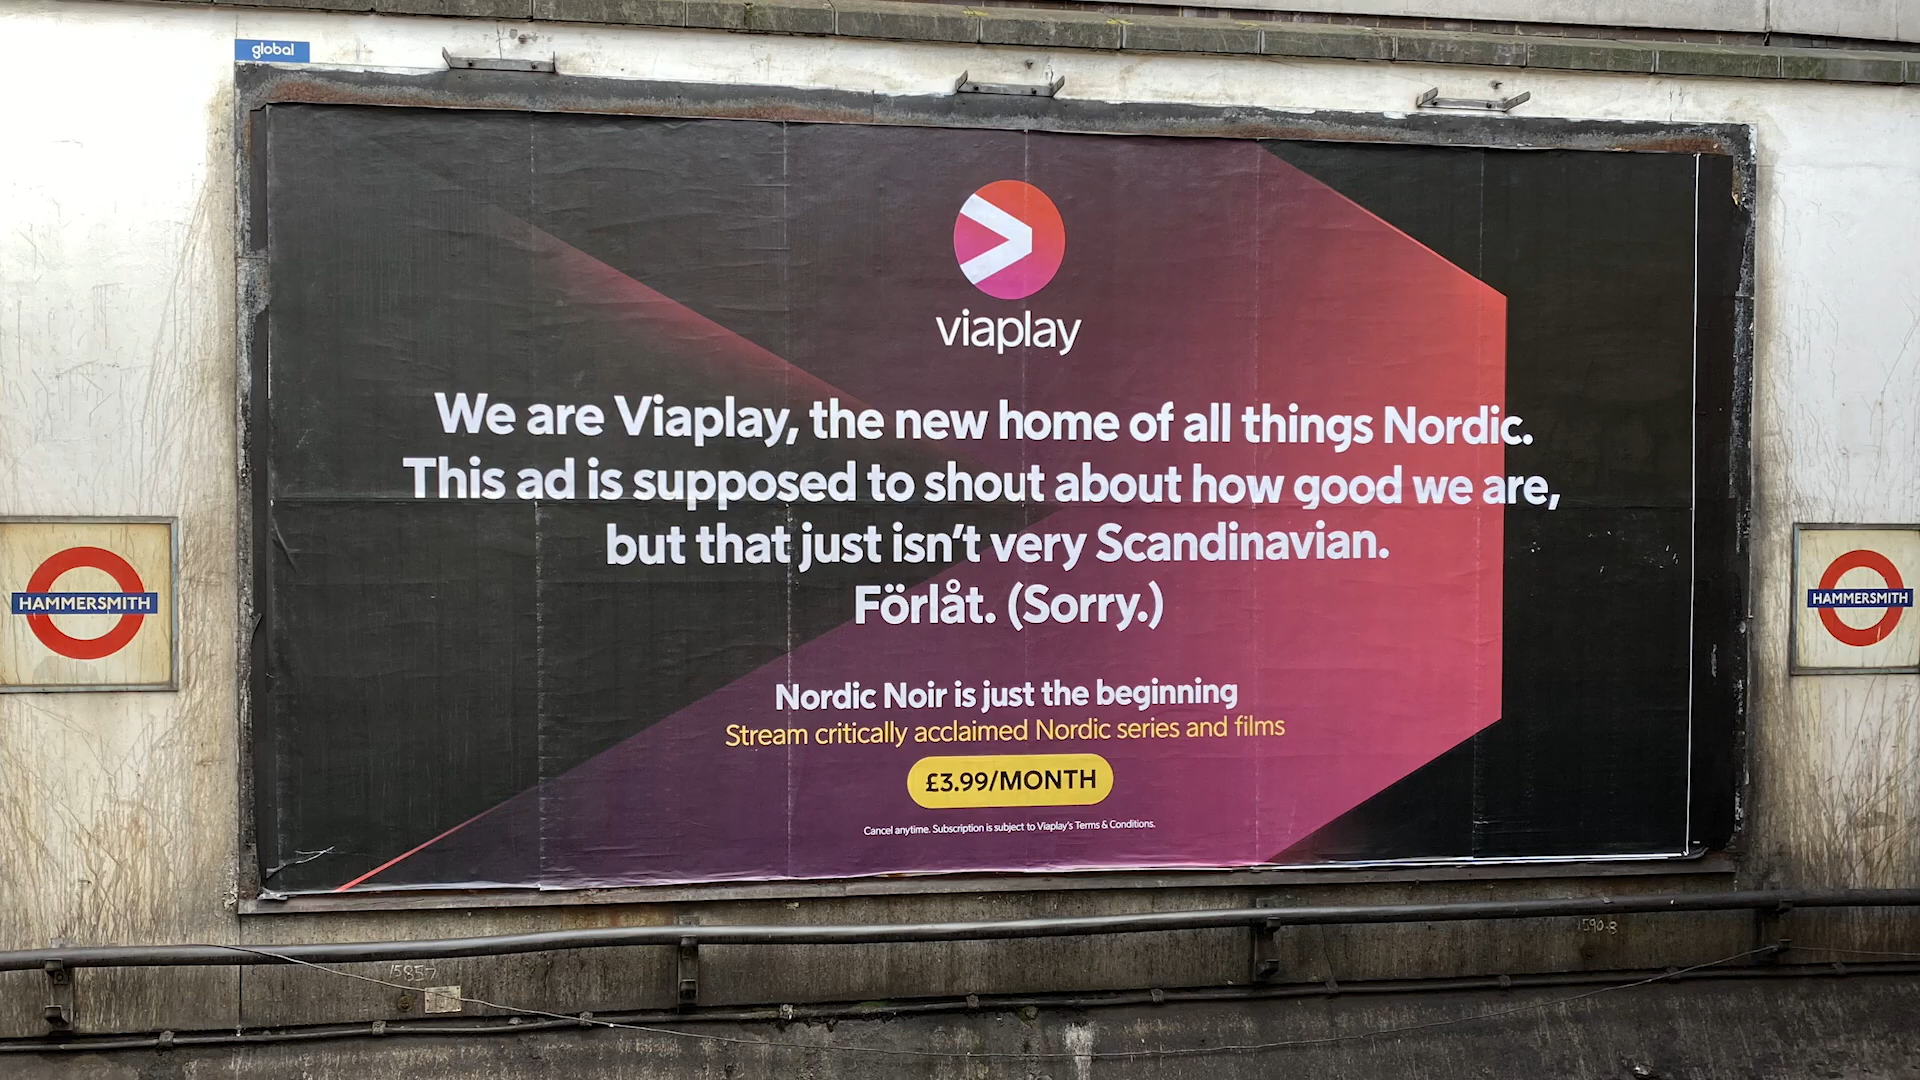 global
viaplay
We are Viaplay, the new home of all things Nordic.
This ad is supposed to shout about how good we are,
but that just isn't very Scandinavian.
Förlåt. (Sorry.)
HAMMERSMITH
HAMMERSMITH
Nordic Noir is just the beginning
Stream critically acclaimed Nordic series and films
£3.99/MONTH
Cancel anytime. Subscription is subject to Viaplay's Terms & Conditions.